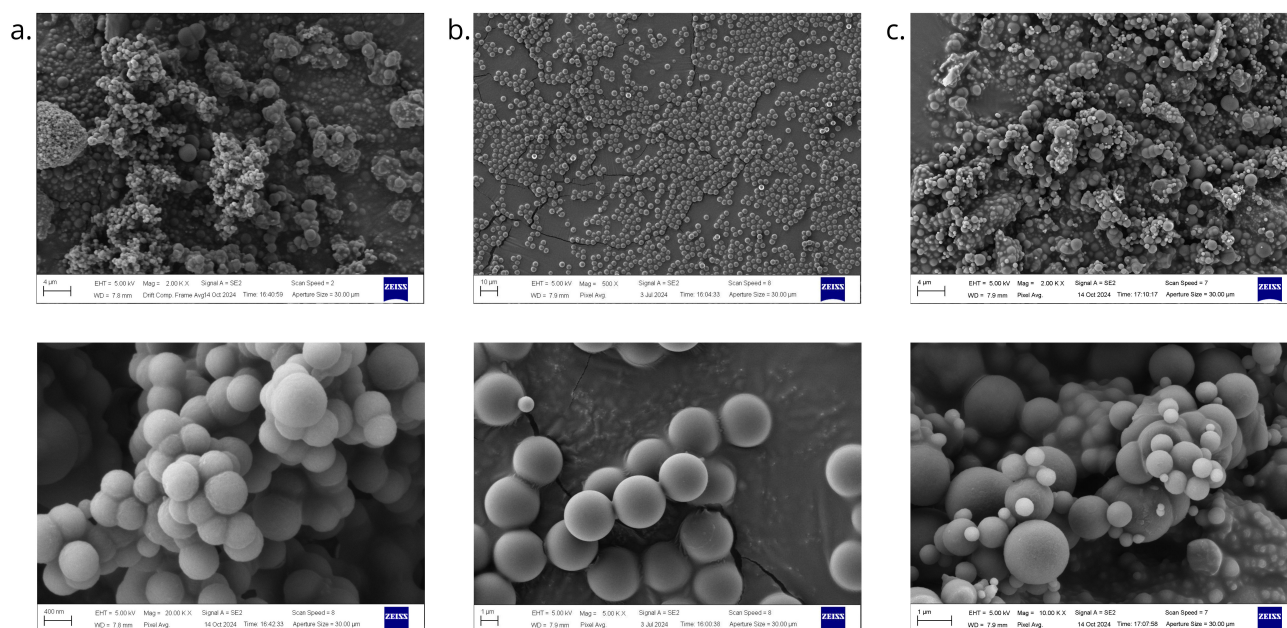 a.
b.
c.
4 µm
EHT = 5.00 kV Mag = 2.00 K X Signal A = SE2 Scan Speed = 2
WD = 7.8 mm Drift Comp. Frame Avg14 Oct 2024 Time: 16:40:59 Aperture Size = 30.00 µm
ZEISS
10 µm
EHT = 5.00 kV Mag = 500 X Signal A = SE2 Scan Speed = 8
WD = 7.9 mm Pixel Avg. 3 Jul 2024 Time: 16:04:33 Aperture Size = 30.00 µm
ZEISS
4 µm
EHT = 5.00 kV Mag = 2.00 K X Signal A = SE2 Scan Speed = 7
WD = 7.9 mm Pixel Avg. 14 Oct 2024 Time: 17:10:17 Aperture Size = 30.00 µm
ZEISS
400 nm
EHT = 5.00 kV Mag = 20.00 K X Signal A = SE2 Scan Speed = 8
WD = 7.8 mm Pixel Avg. 14 Oct 2024 Time: 16:42:33 Aperture Size = 30.00 µm
ZEISS
1 µm
EHT = 5.00 kV Mag = 5.00 K X Signal A = SE2 Scan Speed = 8
WD = 7.9 mm Pixel Avg. 3 Jul 2024 Time: 16:00:38 Aperture Size = 30.00 µm
ZEISS
1 µm
EHT = 5.00 kV Mag = 10.00 K X Signal A = SE2 Scan Speed = 7
WD = 7.9 mm Pixel Avg. 14 Oct 2024 Time: 17:07:58 Aperture Size = 30.00 µm
ZEISS